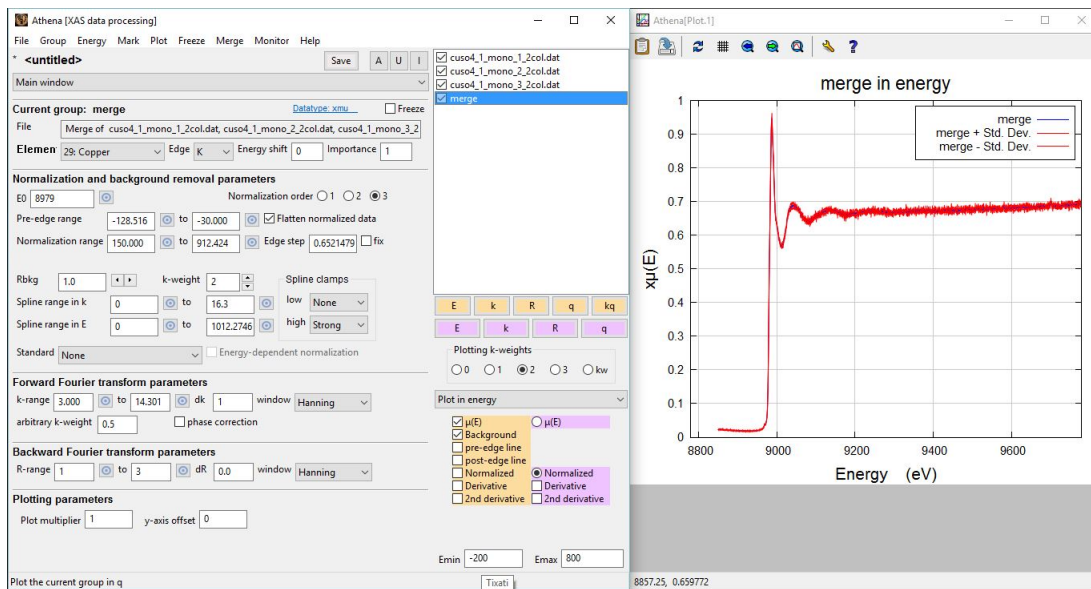 Athena [XAS data processing]
File Group Energy Mark Plot Freeze Merge Monitor Help
* <untitled> Save A U I
Main window
Current group: merge Datatype: xmu Freeze
File Merge of cuso4_1_mono_1_2col.dat, cuso4_1_mono_2_2col.dat, cuso4_1_mono_3_2
Elemen 29: Copper Edge K Energy shift 0 Importance 1
Normalization and background removal parameters
E0 8979 Normalization order 1 2 3
Pre-edge range -128.516 to -30.000 Flatten normalized data
Normalization range 150.000 to 912.424 Edge step 0.6521479 fix
Rbkg 1.0 k-weight 2 Spline clamps
Spline range in k 0 to 16.3 low None
Spline range in E 0 to 1012.2746 high Strong
Standard None Energy-dependent normalization
Forward Fourier transform parameters
k-range 3.000 to 14.301 dk 1 window Hanning
arbitrary k-weight 0.5 phase correction
Backward Fourier transform parameters
R-range 1 to 3 dR 0.0 window Hanning
Plotting parameters
Plot multiplier 1 y-axis offset 0
Plot the current group in q
cuso4_1_mono_1_2col.dat
cuso4_1_mono_2_2col.dat
cuso4_1_mono_3_2col.dat
merge
E k R q kq
E k R q
Plotting k-weights
0 1 2 3 kw
Plot in energy
μ(E) μ(E)
Background
pre-edge line
post-edge line
Normalized Normalized
Derivative Derivative
2nd derivative 2nd derivative
Emin -200 Emax 800
Tixati
Athena [Plot.1]
merge in energy
merge
merge + Std. Dev.
merge - Std. Dev.
1
0.9
0.8
0.7
0.6
0.5
0.4
0.3
0.2
0.1
0
xμ(E)
8800 9000 9200 9400 9600
Energy (eV)
8857.25, 0.659772